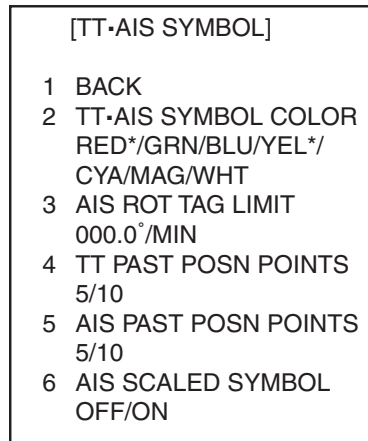 [TT▪AIS SYMBOL]
1 BACK
2 TT▪AIS SYMBOL COLOR
RED*/GRN/BLU/YEL*/
CYA/MAG/WHT
3 AIS ROT TAG LIMIT
000.0°/MIN
4 TT PAST POSN POINTS
5/10
5 AIS PAST POSN POINTS
5/10
6 AIS SCALED SYMBOL
OFF/ON